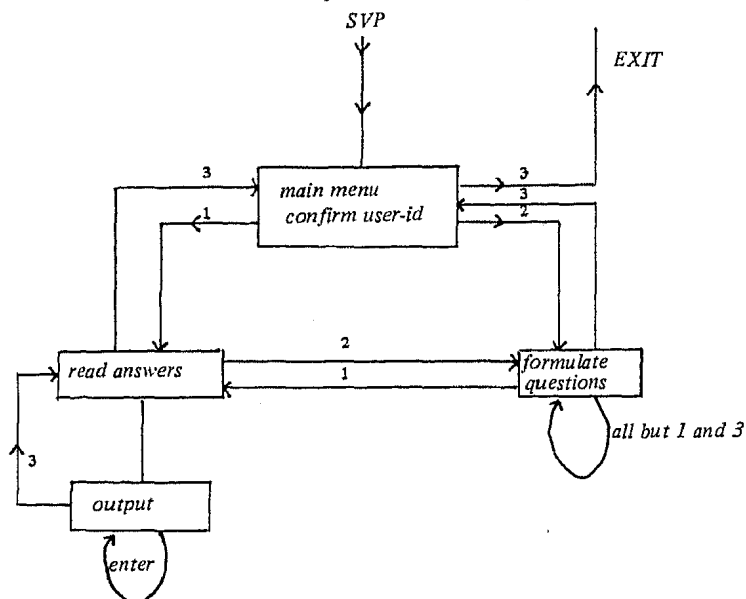 SVP
EXIT
3
3
main menu
confirm user-id
3
1
2
read answers
2
formulate
questions
1
all but 1 and 3
3
output
enter